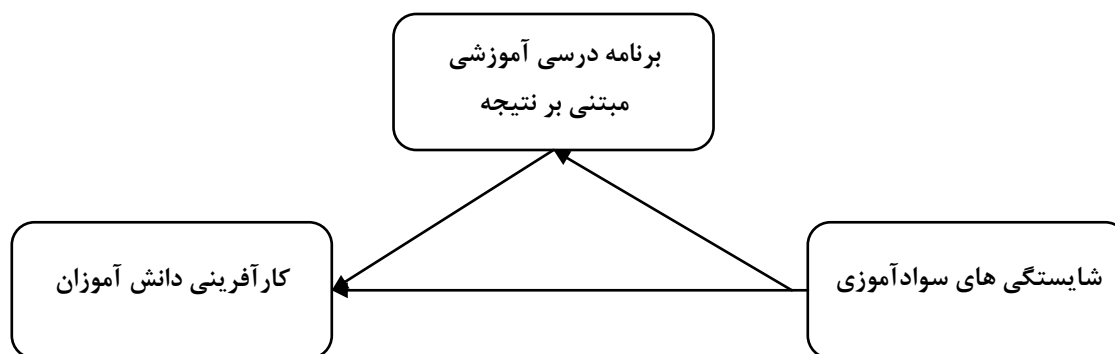 برنامه درسی آموزشی
مبتنی بر نتیجه
شایستگی های سوادآموزی
کارآفرینی دانش آموزان